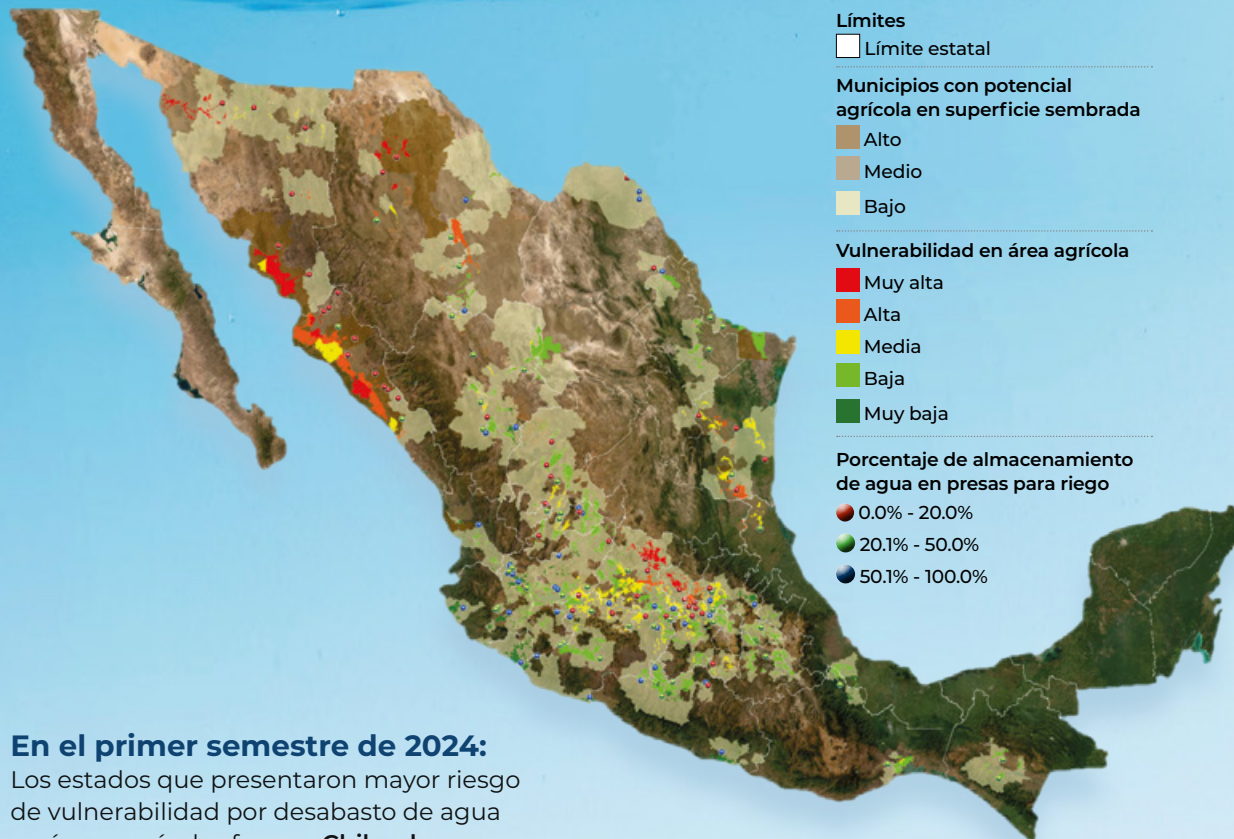 Límites
Límite estatal
Municipios con potencial
agrícola en superficie sembrada
Alto
Medio
Bajo
Vulnerabilidad en área agrícola
Muy alta
Alta
Media
Baja
Muy baja
Porcentaje de almacenamiento
de agua en presas para riego
0.0% - 20.0%
20.1% - 50.0%
50.1% - 100.0%
En el primer semestre de 2024:
Los estados que presentaron mayor riesgo
de vulnerabilidad por desabasto de agua